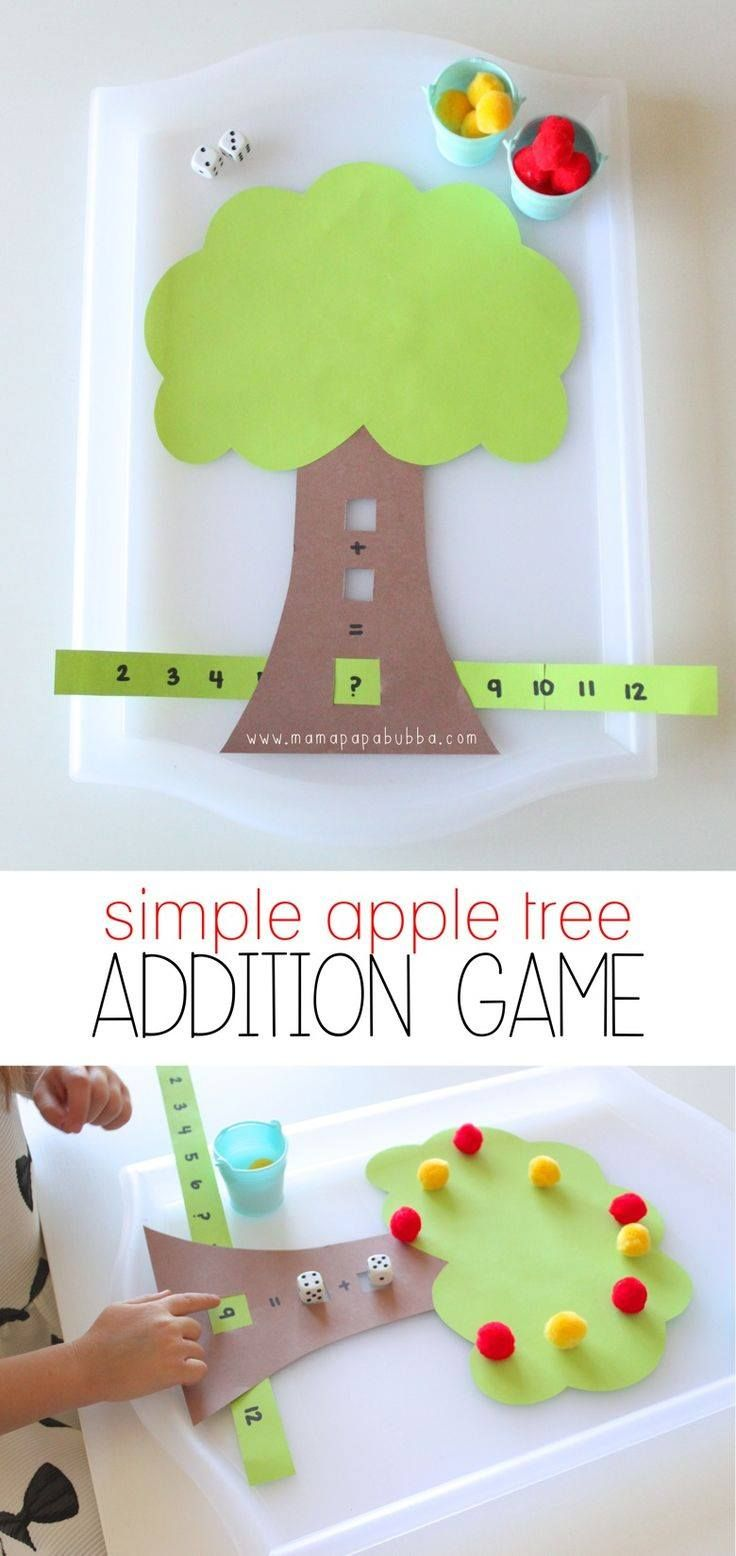 +
=
2 3 4 ? 9 10 11 12
www.mamapapabubba.com
simple apple tree
ADDITION GAME
2 3 4 5 6 ?
9 = +
12